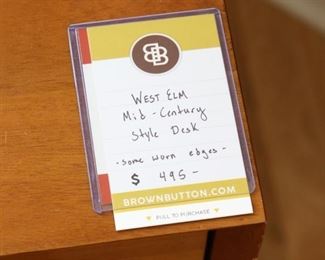 BB
WEST ELM
Mid-Century
Style Desk
-some worn edges-
$ 495-
BROWNBUTTON.COM
PULL TO PURCHASE